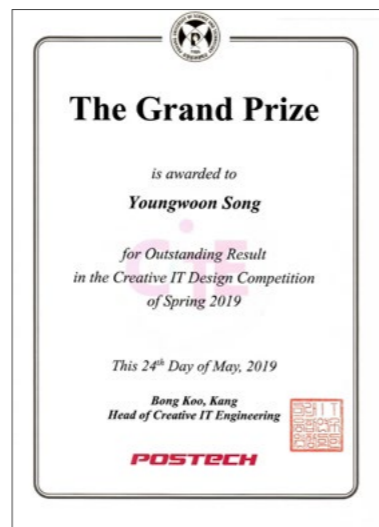 The Grand Prize
is awarded to
Youngwoon Song
CiTE
for Outstanding Result
in the Creative IT Design Competition
of Spring 2019
This 24th Day of May, 2019
Bong Koo, Kang
Head of Creative IT Engineering
POSTECH